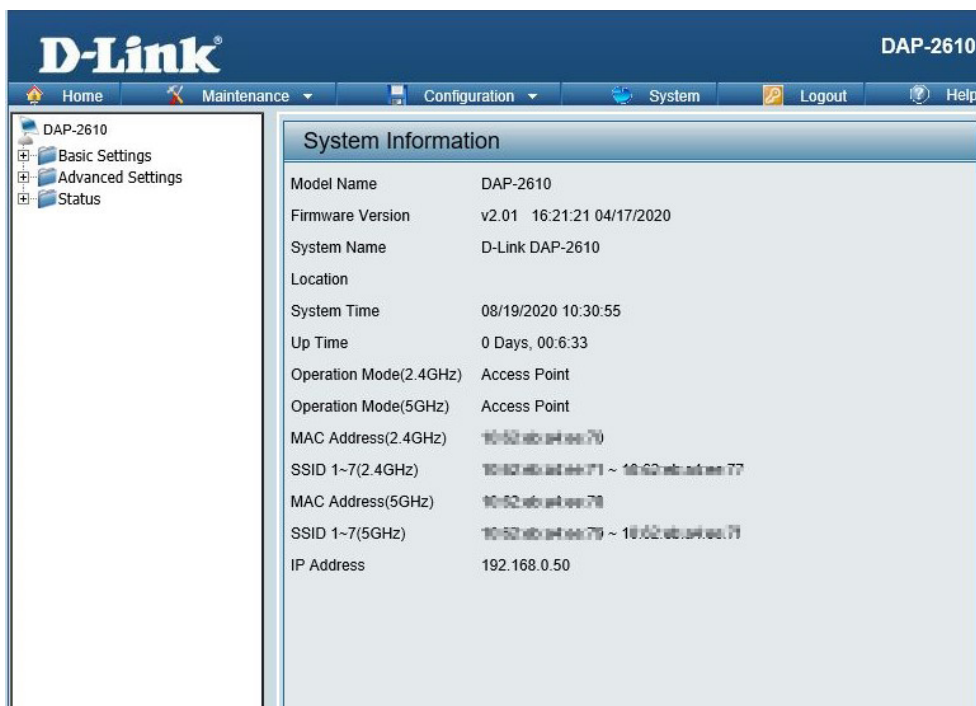 D-Link®
DAP-2610
Home Maintenance Configuration System Logout Help
DAP-2610
Basic Settings
Advanced Settings
Status
System Information
Model Name DAP-2610
Firmware Version v2.01 16:21:21 04/17/2020
System Name D-Link DAP-2610
Location
System Time 08/19/2020 10:30:55
Up Time 0 Days, 00:6:33
Operation Mode(2.4GHz) Access Point
Operation Mode(5GHz) Access Point
MAC Address(2.4GHz)
SSID 1~7(2.4GHz) ~
MAC Address(5GHz)
SSID 1~7(5GHz) ~
IP Address 192.168.0.50